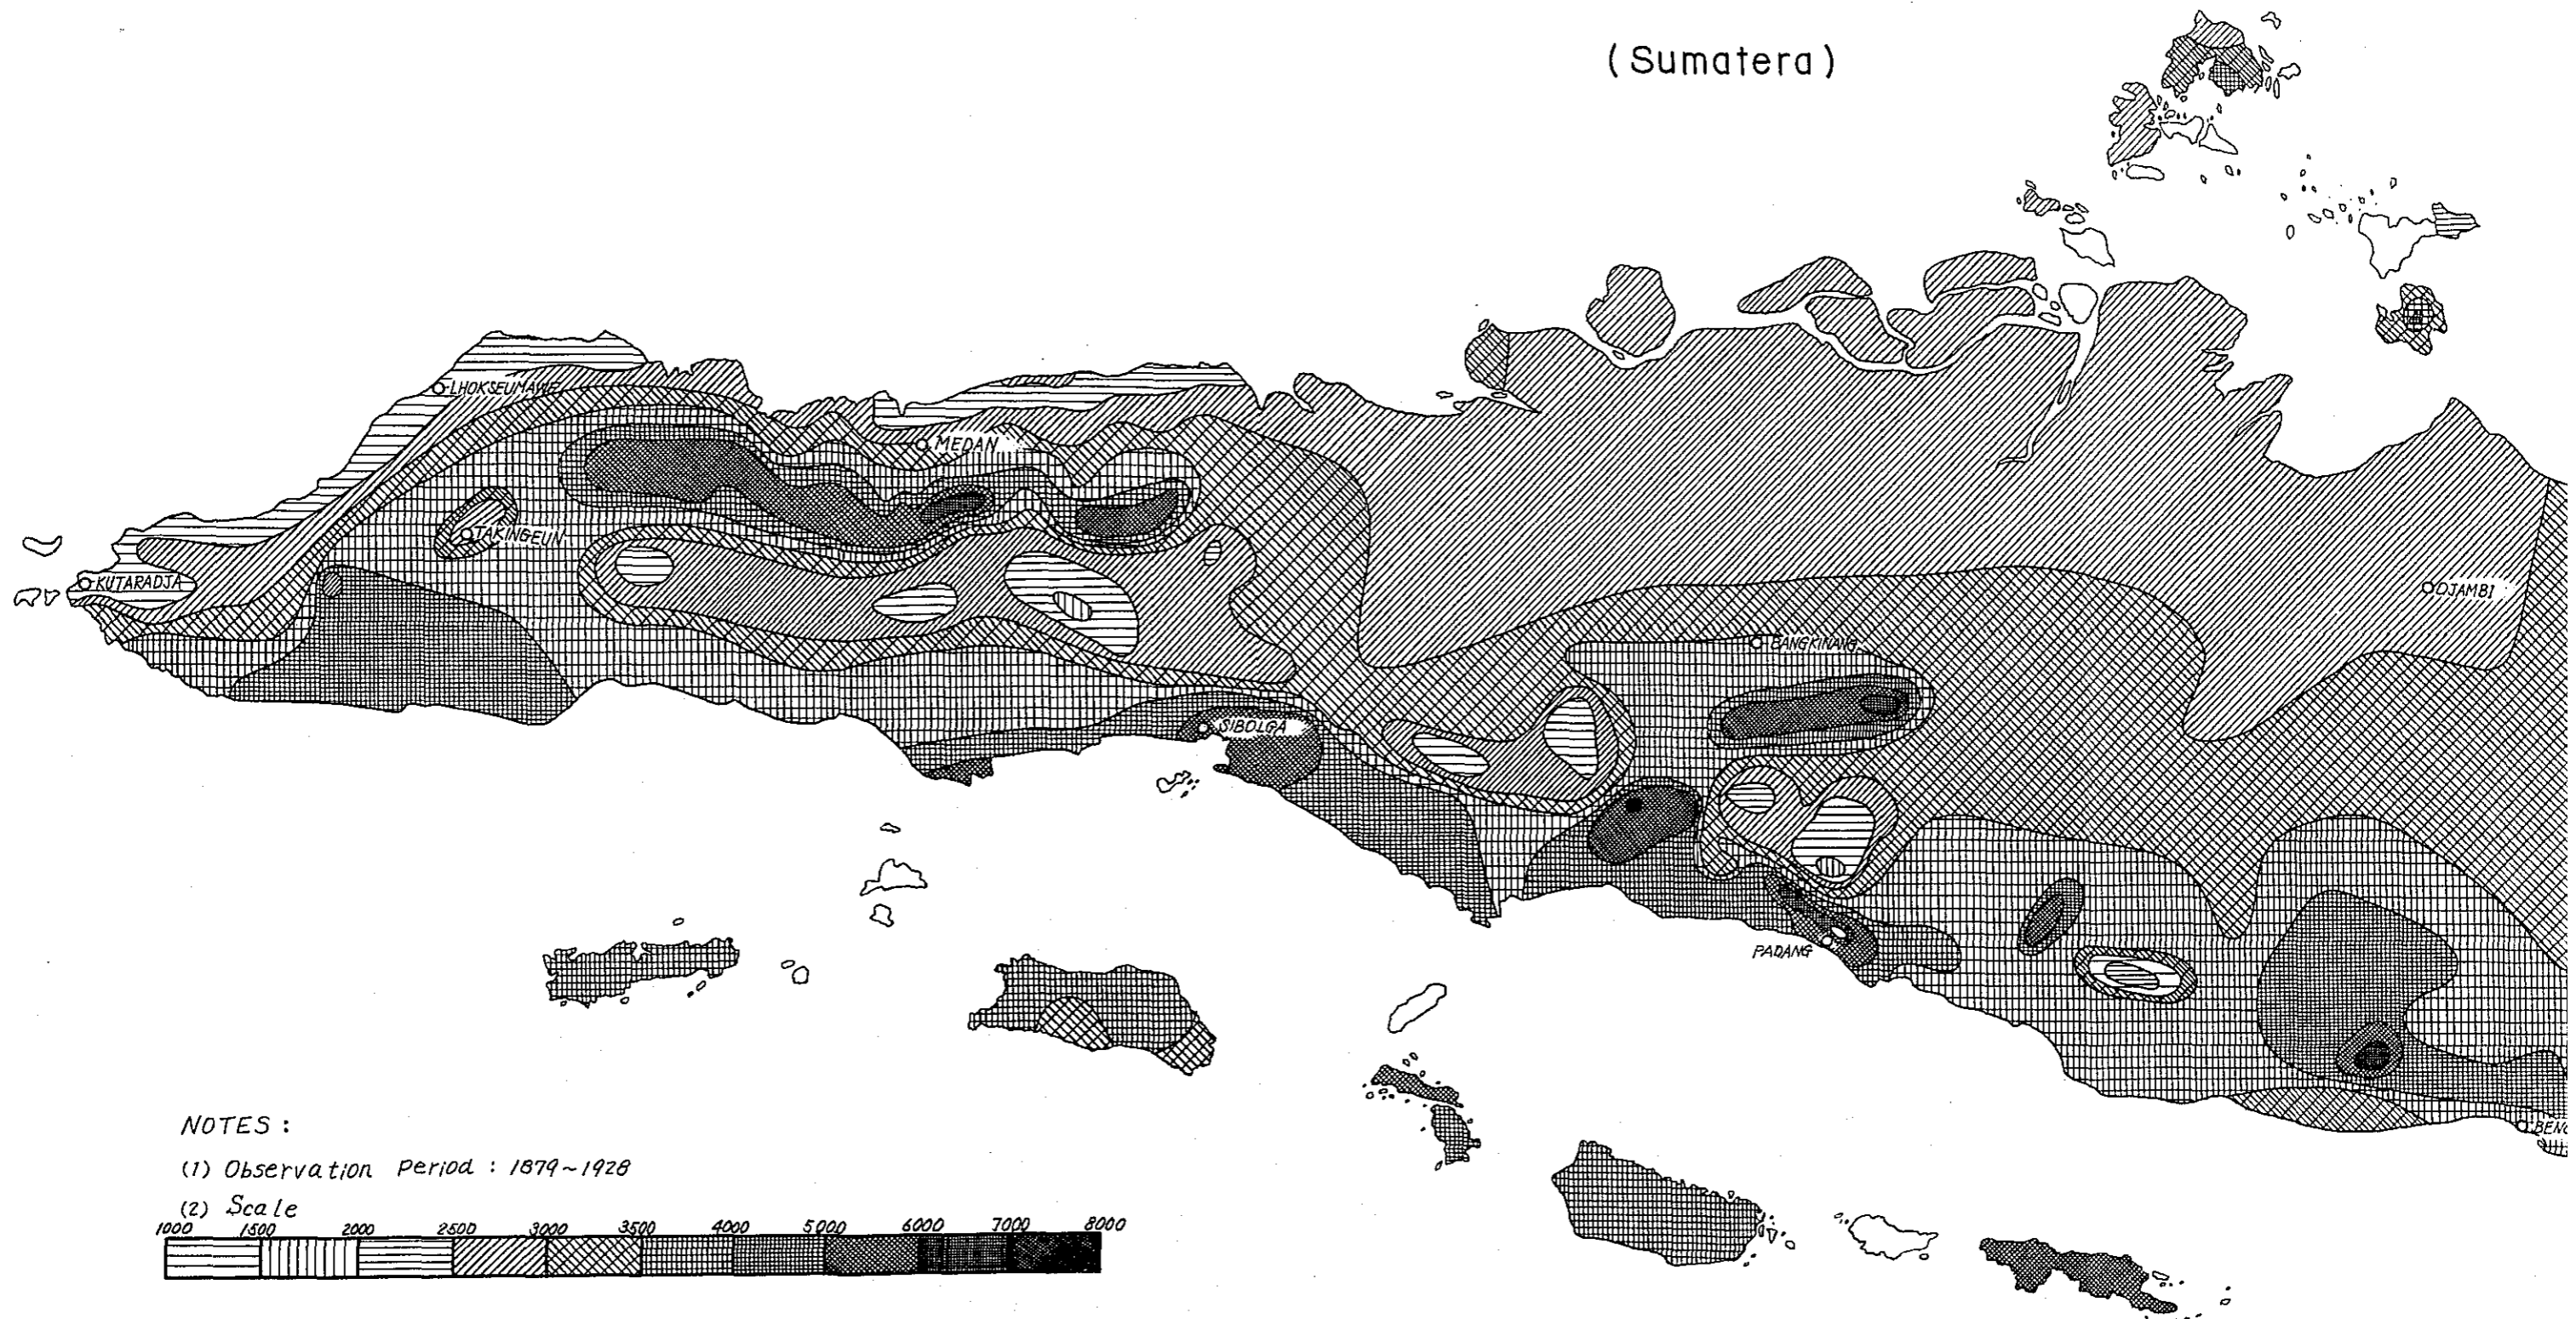 (Sumatera)
LHOKSEUMAWE
MEDAN
TAKINGEUN
KUTARADJA
DJAMBI
BANGKINANG
SIBOLGA
PADANG
BENG
NOTES :
(1) Observation Period : 1879~1928
(2) Scale
1000 1500 2000 2500 3000 3500 4000 5000 6000 7000 8000